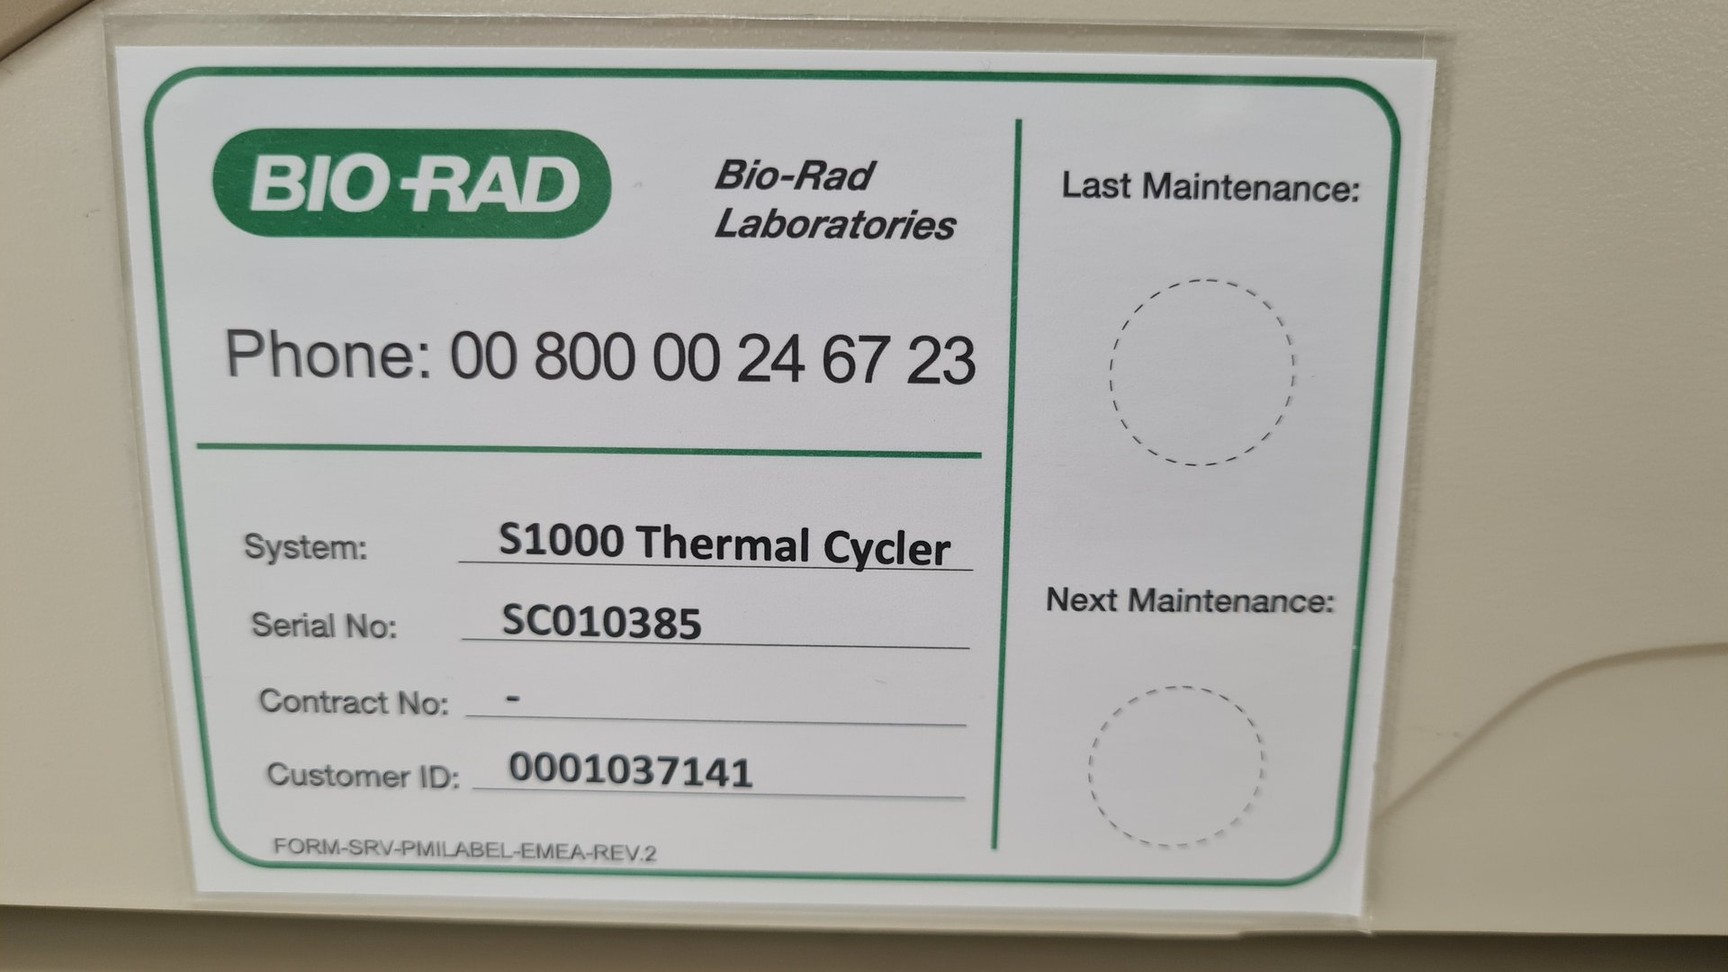 BIO-RAD
Bio-Rad
Laboratories
Phone: 00 800 00 24 67 23
System: S1000 Thermal Cycler
Serial No: SC010385
Contract No: -
Customer ID: 0001037141
FORM-SRV-PMILABEL-EMEA-REV.2
Last Maintenance:
Next Maintenance: